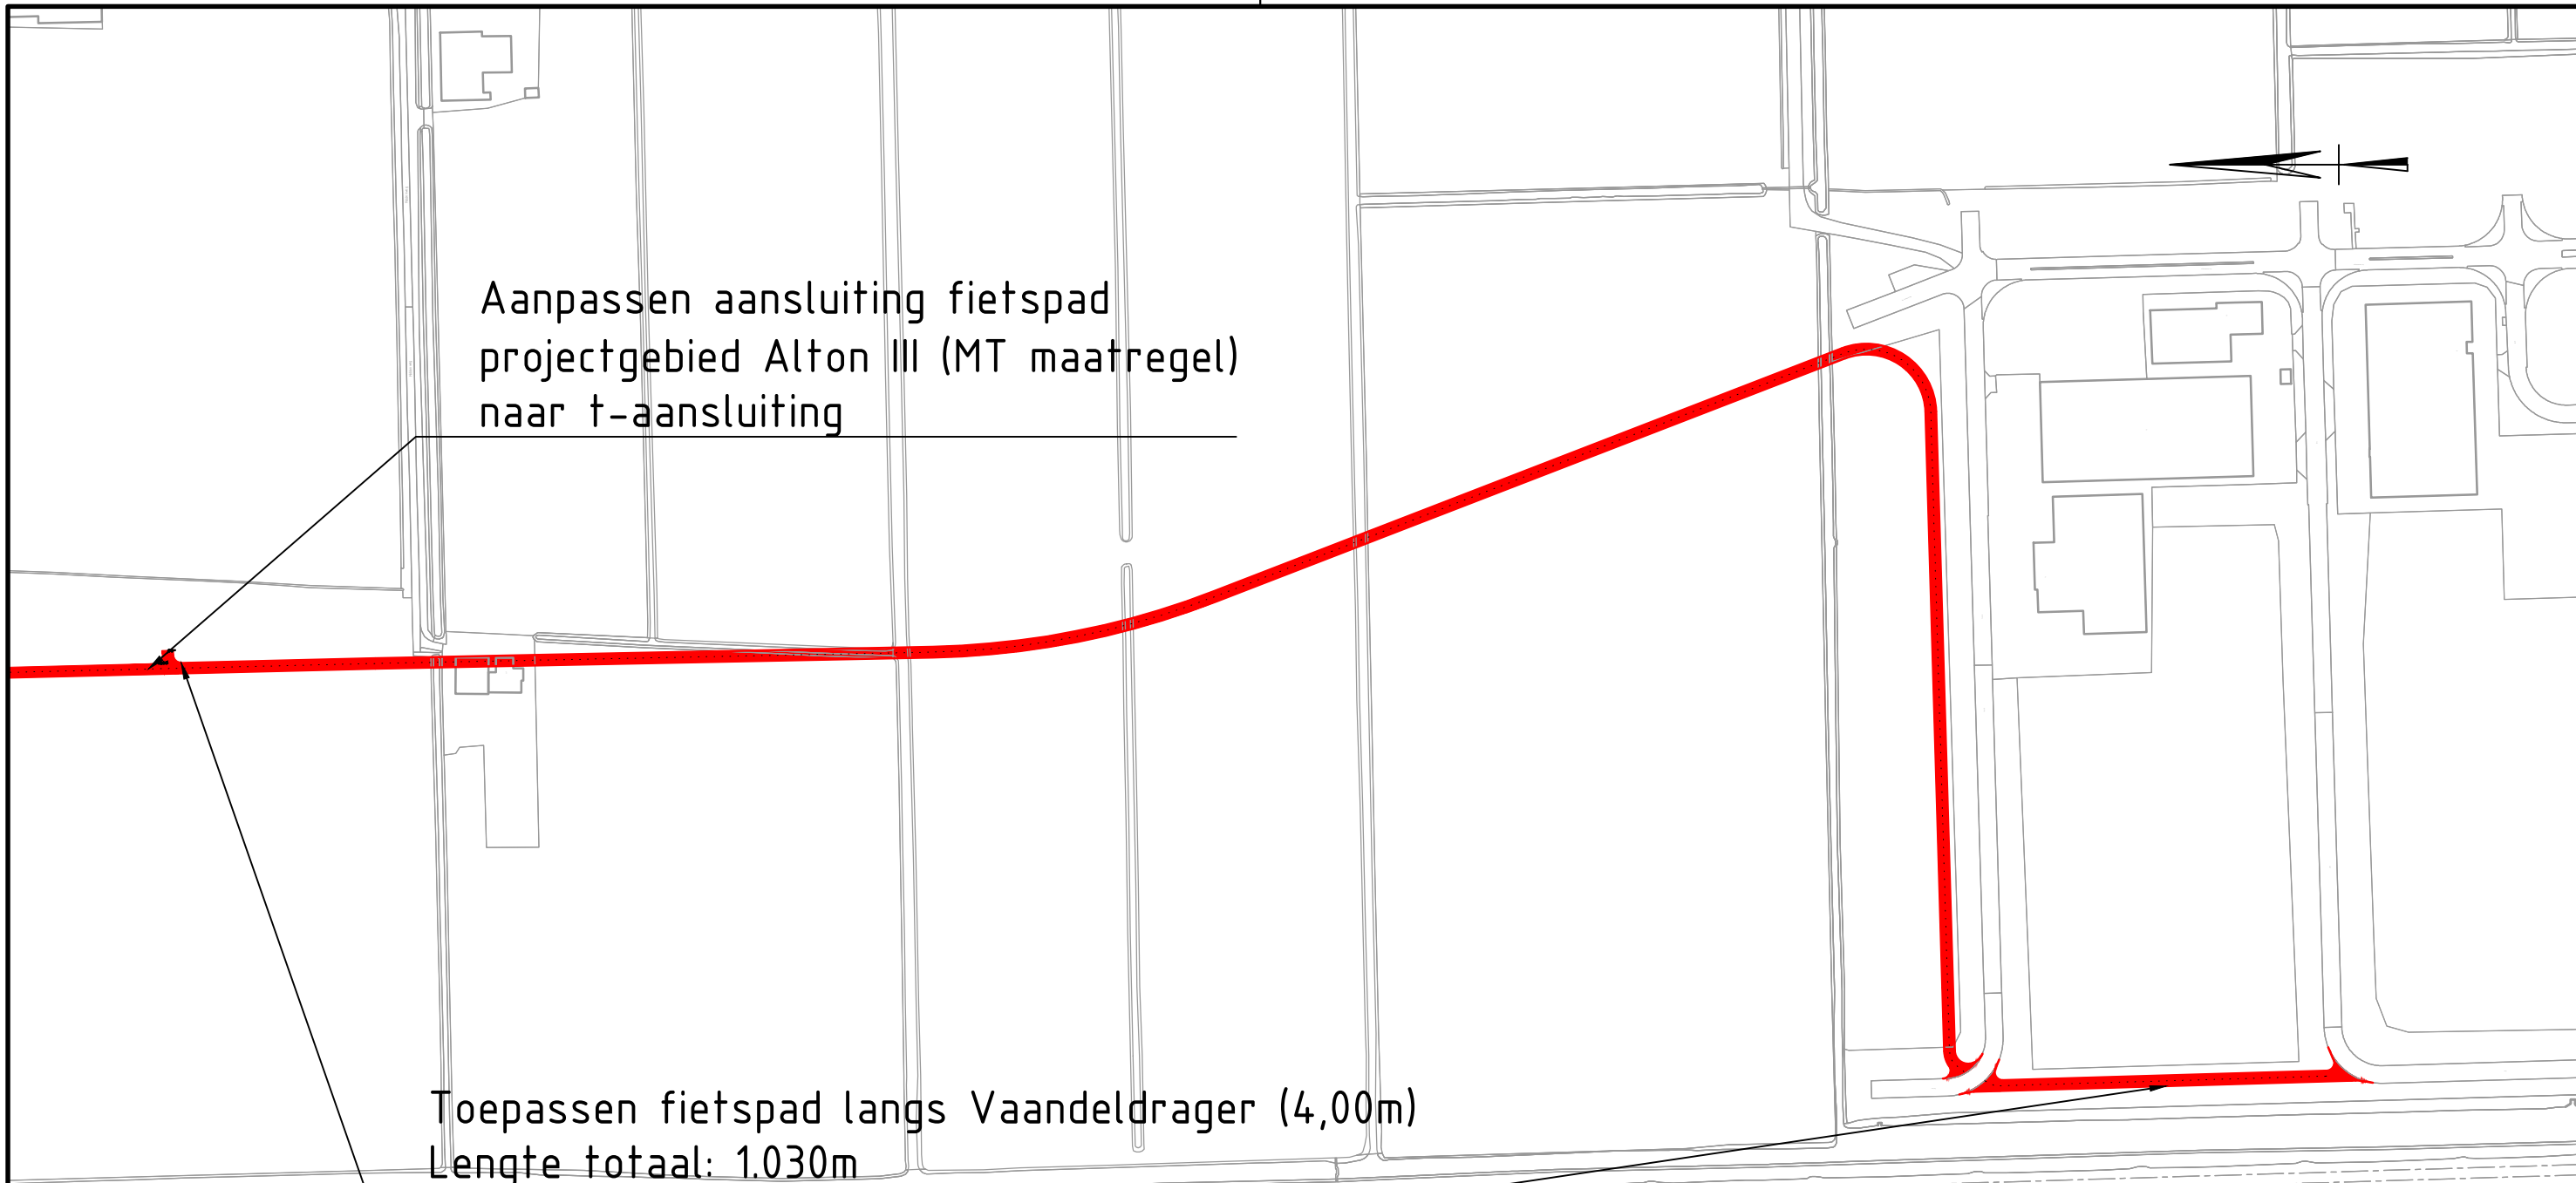 Aanpassen aansluiting fietspad
projectgebied Alton III (MT maatregel)
naar t-aansluiting
Toepassen fietspad langs Vaandeldrager (4,00m)
Lengte totaal: 1.030m